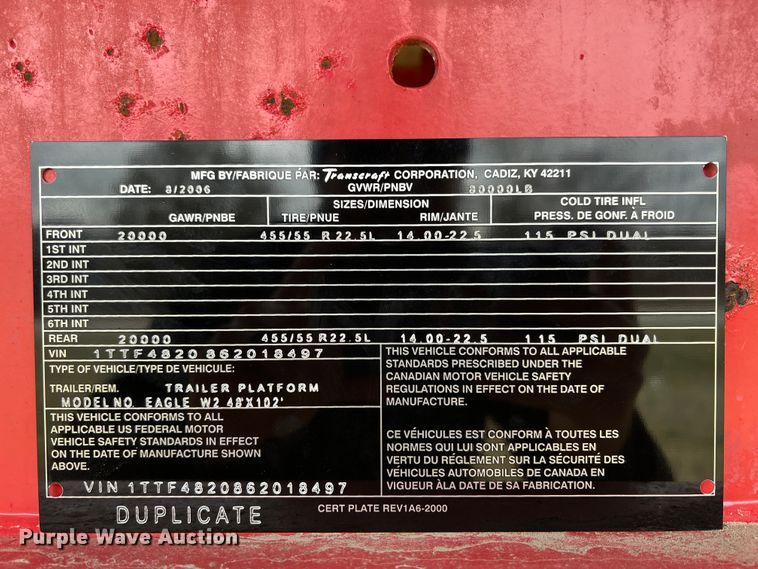 MFG BY/FABRIQUE PAR: Transcraft CORPORATION, CADIZ, KY 42211
DATE: 8/2006 GVWR/PNBV 80000LB
SIZES/DIMENSION COLD TIRE INFL
GAWR/PNBE TIRE/PNUE RIM/JANTE PRESS. DE GONF. À FROID
FRONT 20000 455/55 R22.5L 14.00-22.5 115 PSI DUAL
1ST INT
2ND INT
3RD INT
4TH INT
5TH INT
6TH INT
REAR 20000 455/55 R22.5L 14.00-22.5 115 PSI DUAL
VIN 1TTF4820 862018497
TYPE OF VEHICLE/TYPE DE VEHICULE:
TRAILER/REM. TRAILER PLATFORM
MODEL NO. EAGLE W2 48'X102'
THIS VEHICLE CONFORMS TO ALL
APPLICABLE US FEDERAL MOTOR
VEHICLE SAFETY STANDARDS IN EFFECT
ON THE DATE OF MANUFACTURE SHOWN
ABOVE.
THIS VEHICLE CONFORMS TO ALL APPLICABLE
STANDARDS PRESCRIBED UNDER THE
CANADIAN MOTOR VEHICLE SAFETY
REGULATIONS IN EFFECT ON THE DATE OF
MANUFACTURE.
CE VÉHICULES EST CONFORM À TOUTES LES
NORMES QUI LUI SONT APPLICABLES EN
VERTU DU RÉGLEMENT SUR LA SÉCURITÉ DES
VÉHICULES AUTOMOBILES DE CANADA EN
VIGUEUR ÀLA DATE DE SA FABRICATION.
VIN 1TTF4820862018497
DUPLICATE
CERT PLATE REV1A6-2000
Purple Wave Auction